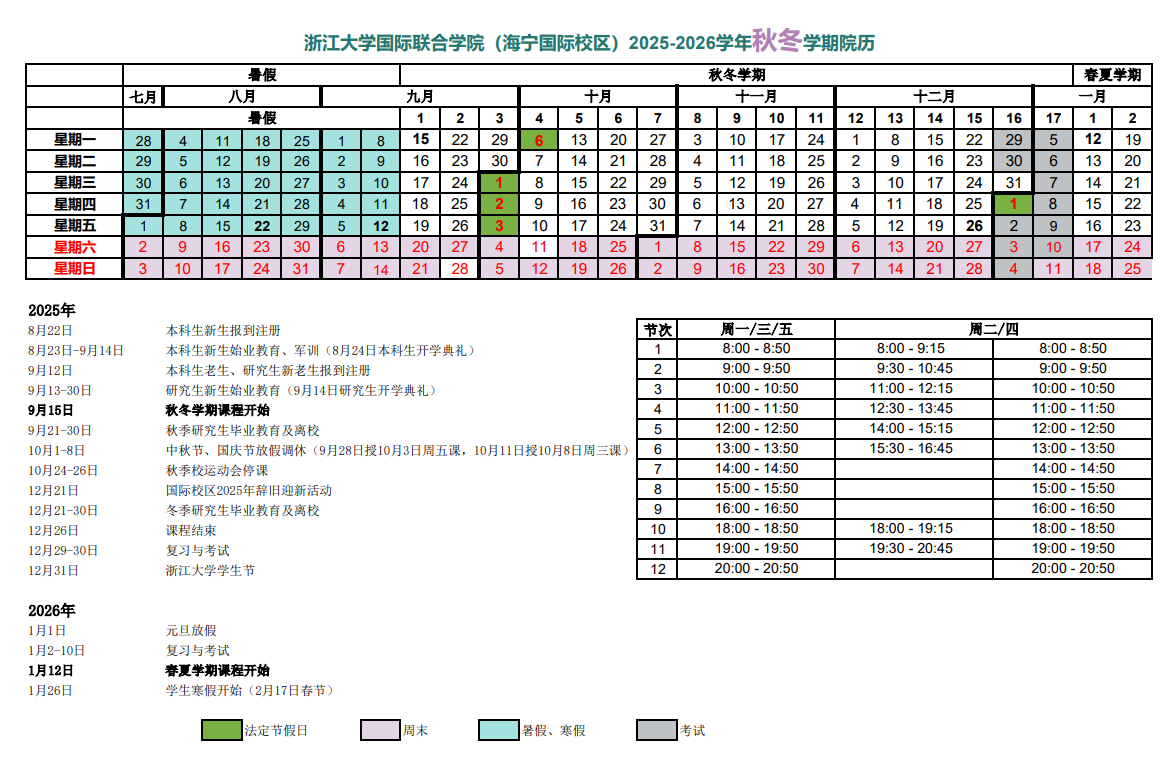 浙江大学国际联合学院（海宁国际校区）2025-2026学年秋冬学期院历
暑假 秋冬学期 春夏学期
七月 八月 九月 十月 十一月 十二月 一月
暑假 1 2 3 4 5 6 7 8 9 10 11 12 13 14 15 16 17 1 2
星期一 28 4 11 18 25 1 8 15 22 29 6 13 20 27 3 10 17 24 1 8 15 22 29 5 12 19
星期二 29 5 12 19 26 2 9 16 23 30 7 14 21 28 4 11 18 25 2 9 16 23 30 6 13 20
星期三 30 6 13 20 27 3 10 17 24 1 8 15 22 29 5 12 19 26 3 10 17 24 31 7 14 21
星期四 31 7 14 21 28 4 11 18 25 2 9 16 23 30 6 13 20 27 4 11 18 25 1 8 15 22
星期五 1 8 15 22 29 5 12 19 26 3 10 17 24 31 7 14 21 28 5 12 19 26 2 9 16 23
星期六 2 9 16 23 30 6 13 20 27 4 11 18 25 1 8 15 22 29 6 13 20 27 3 10 17 24
星期日 3 10 17 24 31 7 14 21 28 5 12 19 26 2 9 16 23 30 7 14 21 28 4 11 18 25
2025年
8月22日 本科生新生报到注册
8月23日-9月14日 本科生新生始业教育、军训（8月24日本科生开学典礼）
9月12日 本科生老生、研究生新老生报到注册
9月13-30日 研究生新生始业教育（9月14日研究生开学典礼）
9月15日 秋冬学期课程开始
9月21-30日 秋季研究生毕业教育及离校
10月1-8日 中秋节、国庆节放假调休（9月28日授10月3日周五课，10月11日授10月8日周三课）
10月24-26日 秋季校运动会停课
12月21日 国际校区2025年辞旧迎新活动
12月21-30日 冬季研究生毕业教育及离校
12月26日 课程结束
12月29-30日 复习与考试
12月31日 浙江大学学生节
2026年
1月1日 元旦放假
1月2-10日 复习与考试
1月12日 春夏学期课程开始
1月26日 学生寒假开始（2月17日春节）
节次 周一/三/五 周二/四
1 8:00 - 8:50 8:00 - 9:15 8:00 - 8:50
2 9:00 - 9:50 9:30 - 10:45 9:00 - 9:50
3 10:00 - 10:50 11:00 - 12:15 10:00 - 10:50
4 11:00 - 11:50 12:30 - 13:45 11:00 - 11:50
5 12:00 - 12:50 14:00 - 15:15 12:00 - 12:50
6 13:00 - 13:50 15:30 - 16:45 13:00 - 13:50
7 14:00 - 14:50 14:00 - 14:50
8 15:00 - 15:50 15:00 - 15:50
9 16:00 - 16:50 16:00 - 16:50
10 18:00 - 18:50 18:00 - 19:15 18:00 - 18:50
11 19:00 - 19:50 19:30 - 20:45 19:00 - 19:50
12 20:00 - 20:50 20:00 - 20:50
法定节假日 周末 暑假、寒假 考试